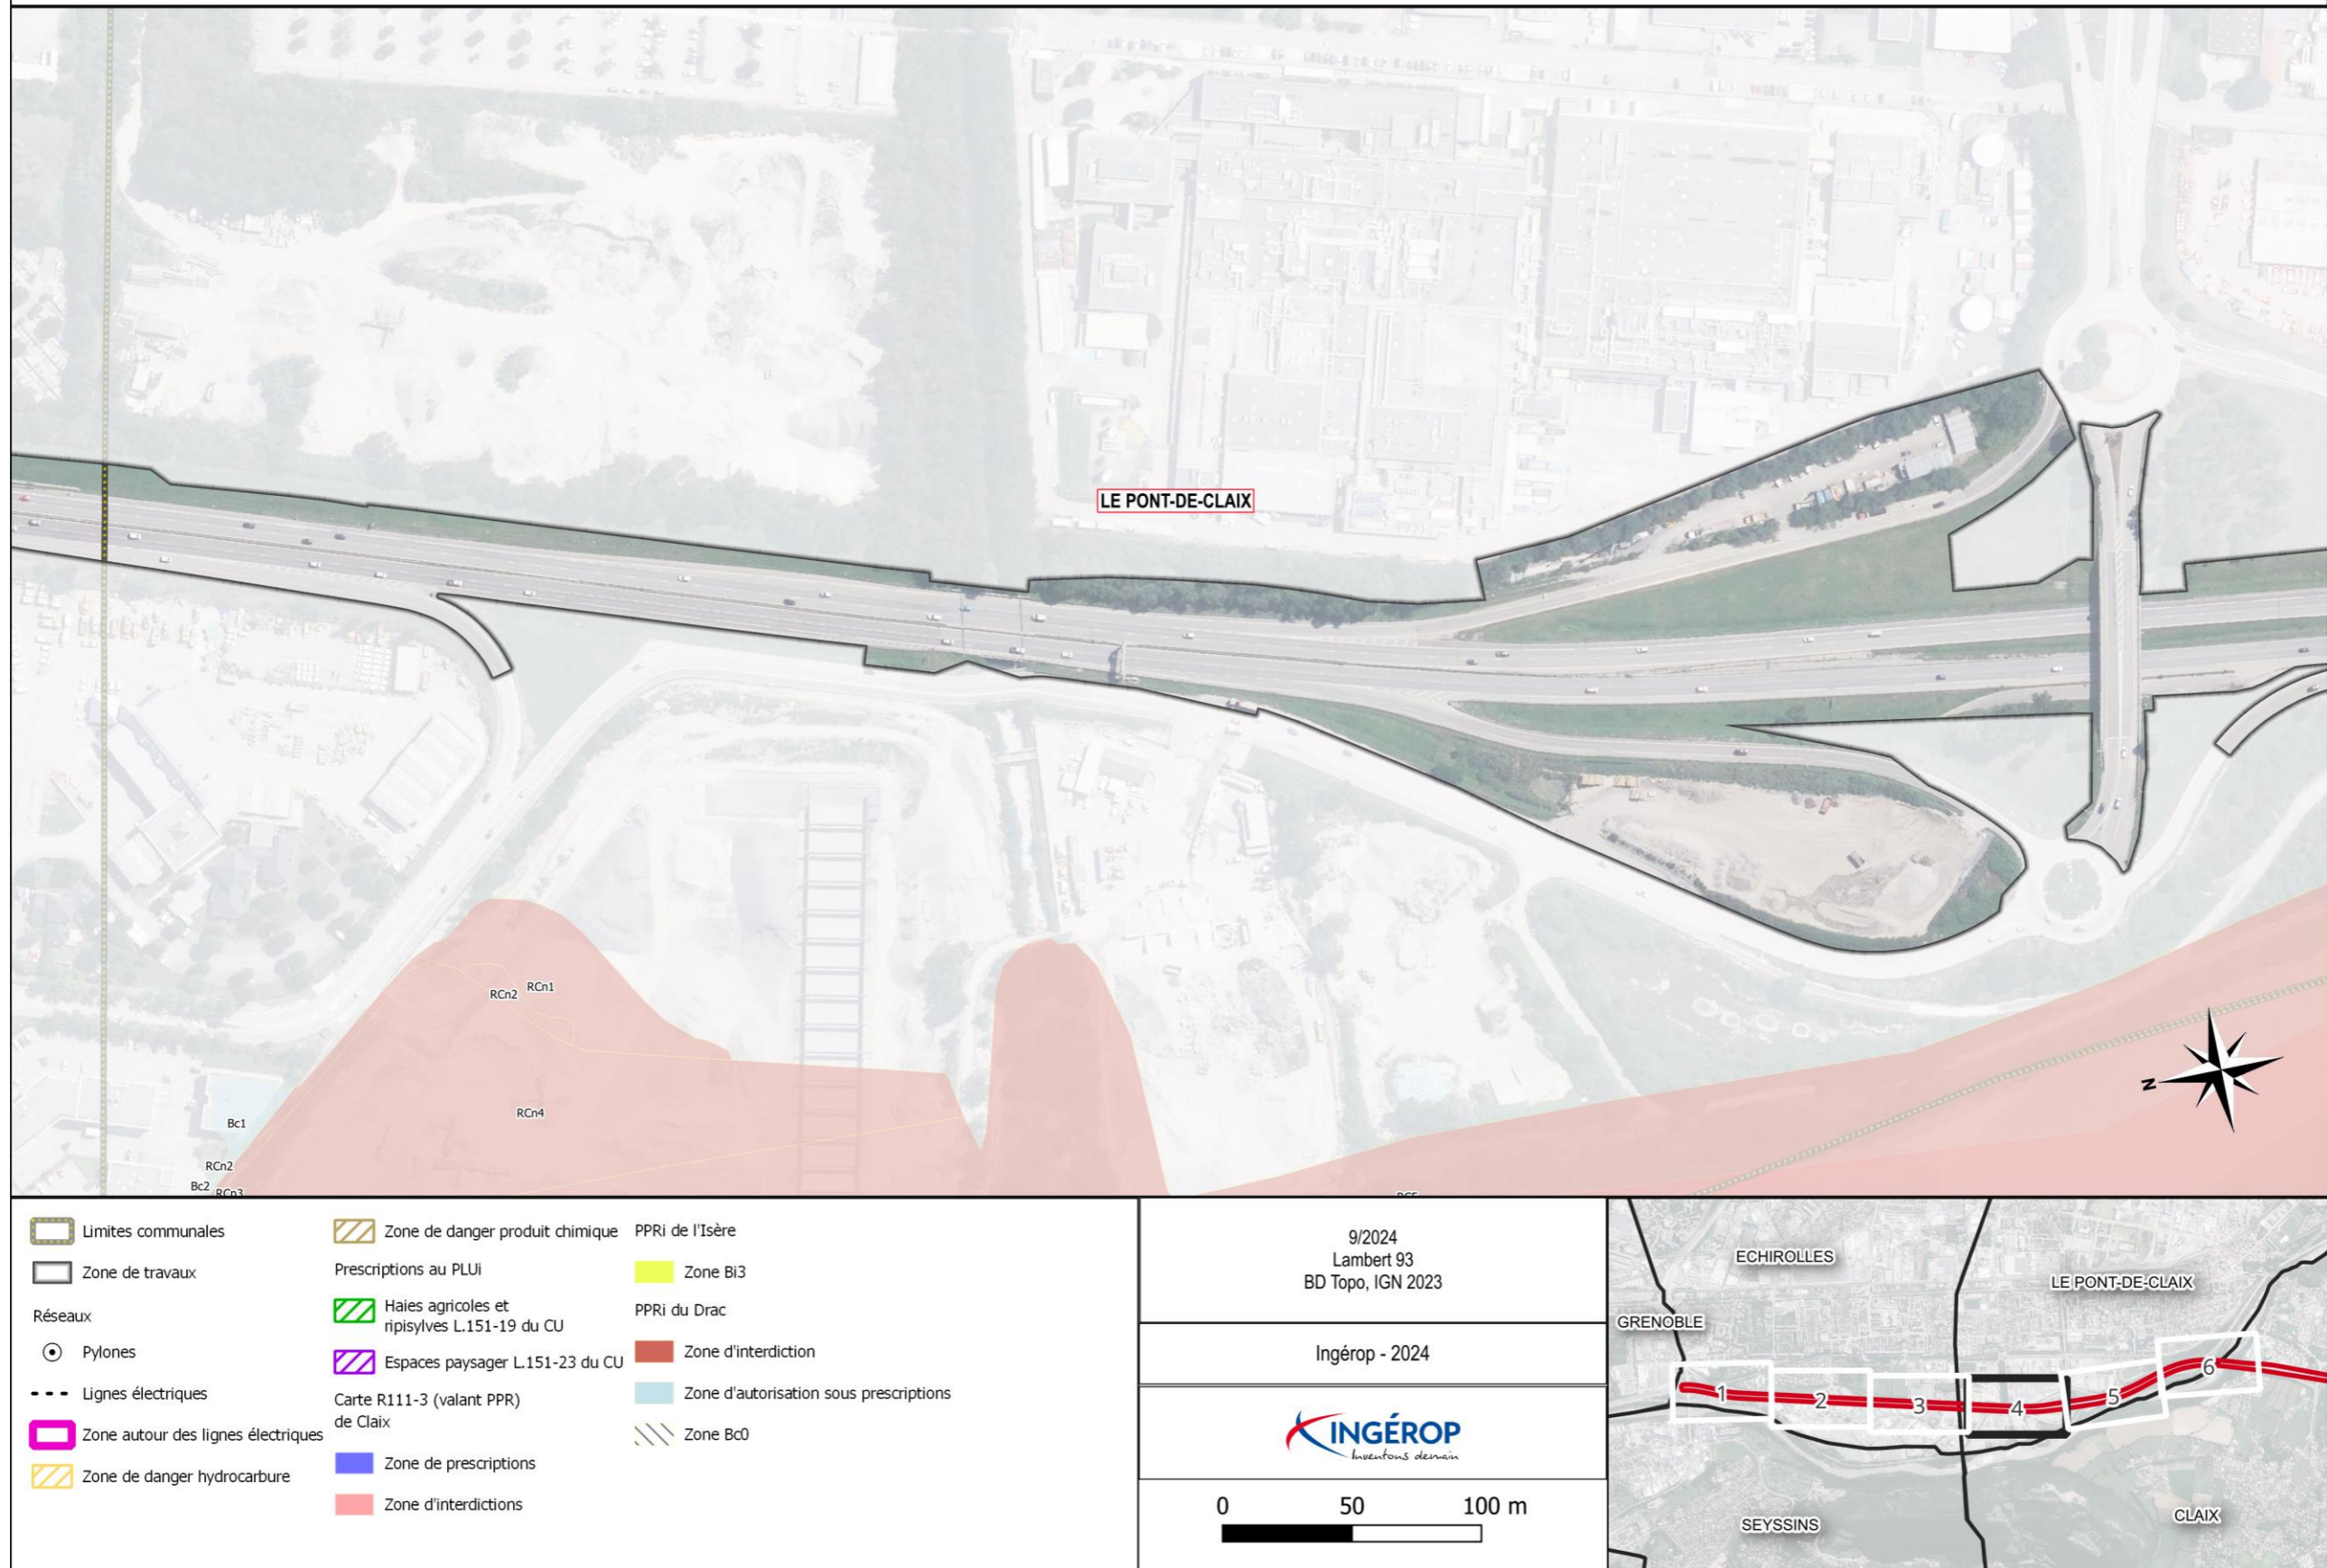 LE PONT-DE-CLAIX
RCn2
RCn1
RCn4
Bc1
RCn2
Bc2
RCn3
N
Limites communales
Zone de travaux
Réseaux
Pylones
Lignes électriques
Zone autour des lignes électriques
Zone de danger hydrocarbure
Zone de danger produit chimique
Prescriptions au PLUi
Haies agricoles et
ripisylves L.151-19 du CU
Espaces paysager L.151-23 du CU
Carte R111-3 (valant PPR)
de Claix
Zone de prescriptions
Zone d'interdictions
PPRi de l'Isère
Zone Bi3
PPRi du Drac
Zone d'interdiction
Zone d'autorisation sous prescriptions
Zone Bc0
9/2024
Lambert 93
BD Topo, IGN 2023
Ingérop - 2024
INGÉROP
Inventons demain
0 50 100 m
ECHIROLLES
LE PONT-DE-CLAIX
GRENOBLE
1 2 3 4 5 6
SEYSSINS
CLAIX